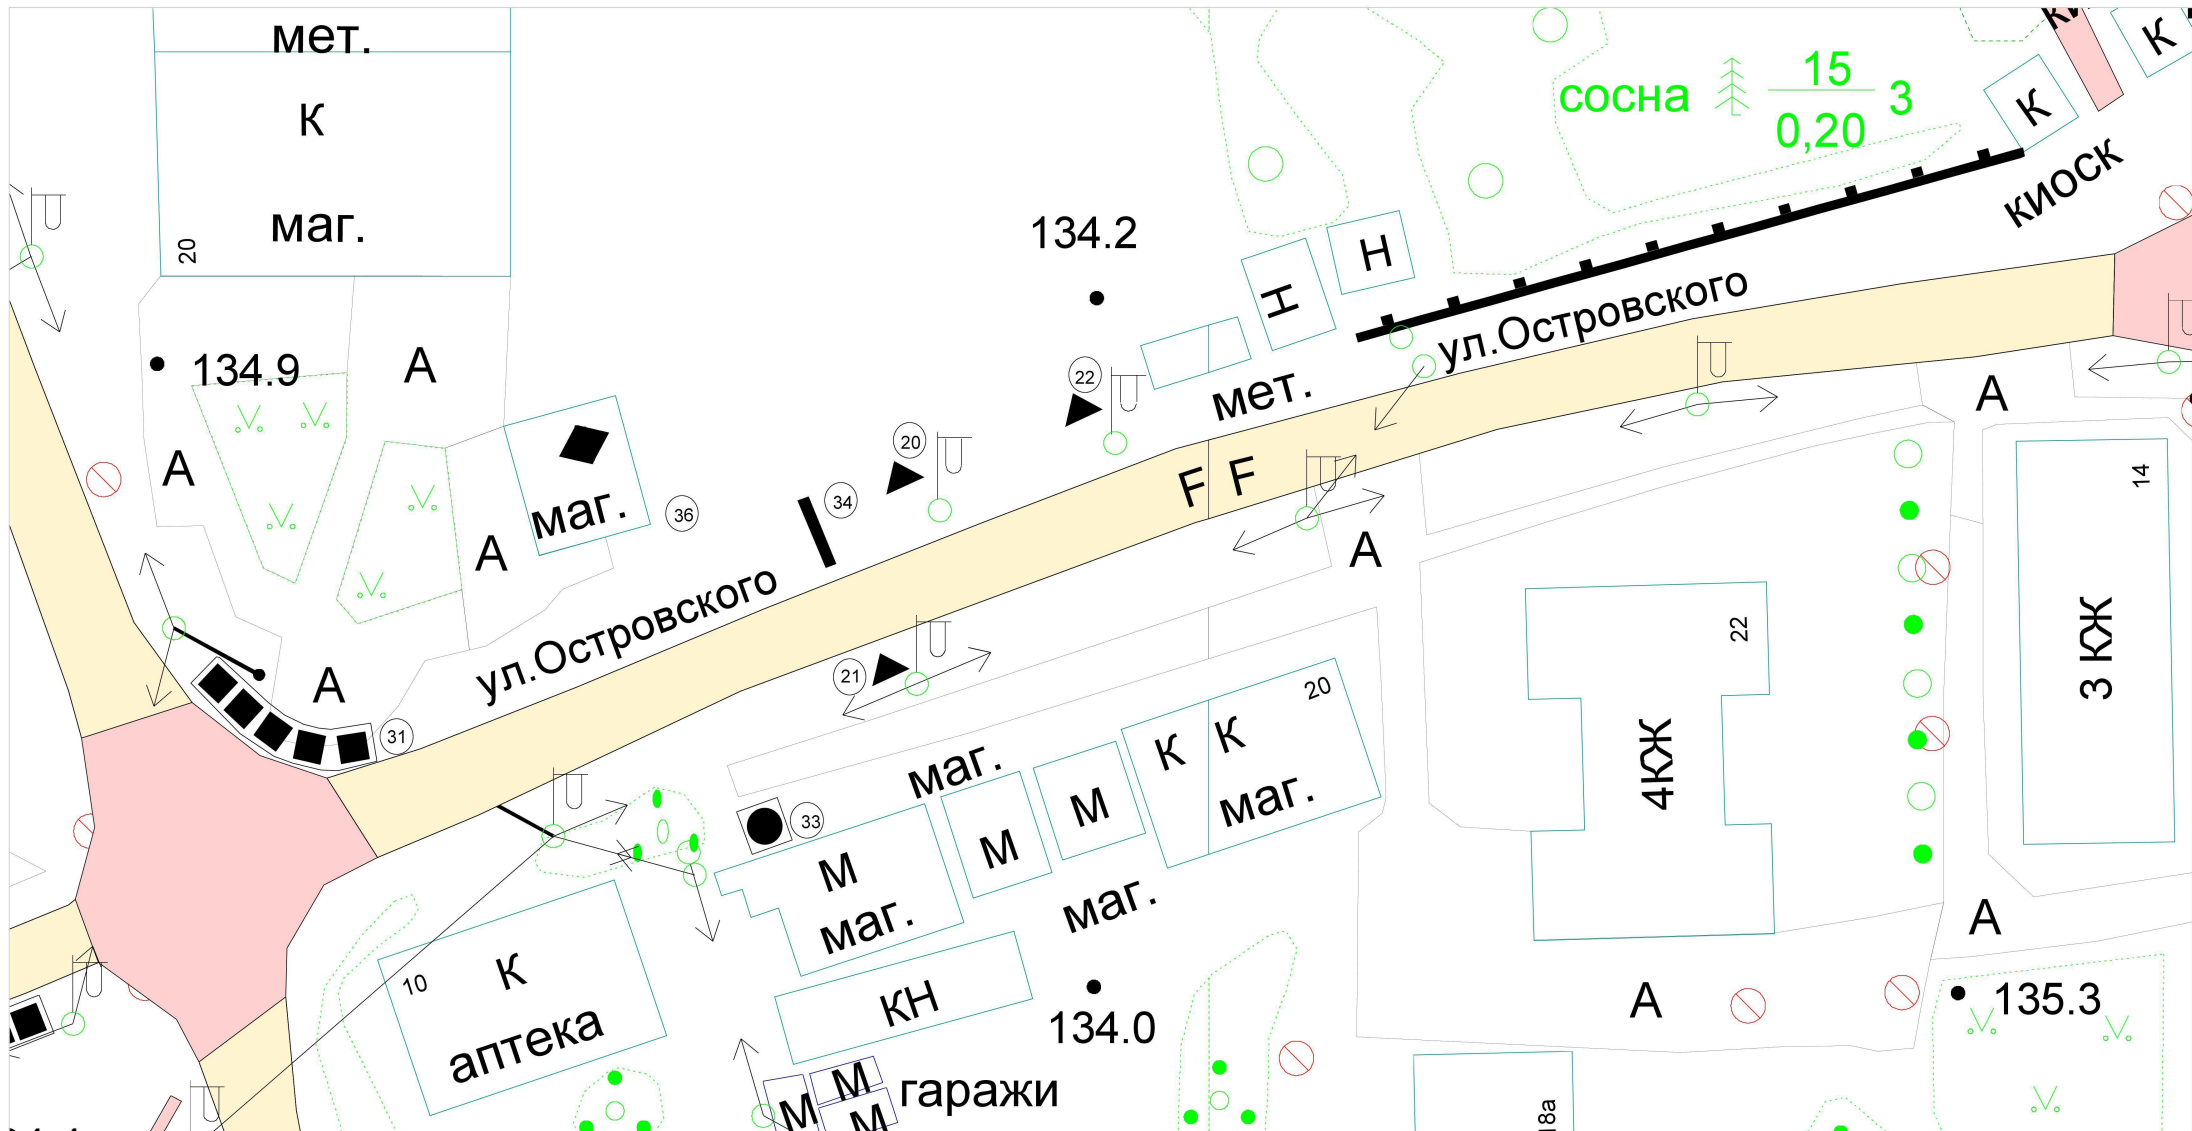 мет.
К
маг.
20
134.9
А
А
маг.
36
А
А
31
ул.Островского
34
20
22
134.2
мет.
Н
Н
сосна
15
0,20
3
К
К
киоск
ул.Островского
F
F
А
21
А
14
3 КЖ
22
4КЖ
А
А
135.3
18а
20
К
К
маг.
маг.
М
М
33
М
маг.
маг.
КН
134.0
10
К
аптека
гаражи
М
М
М